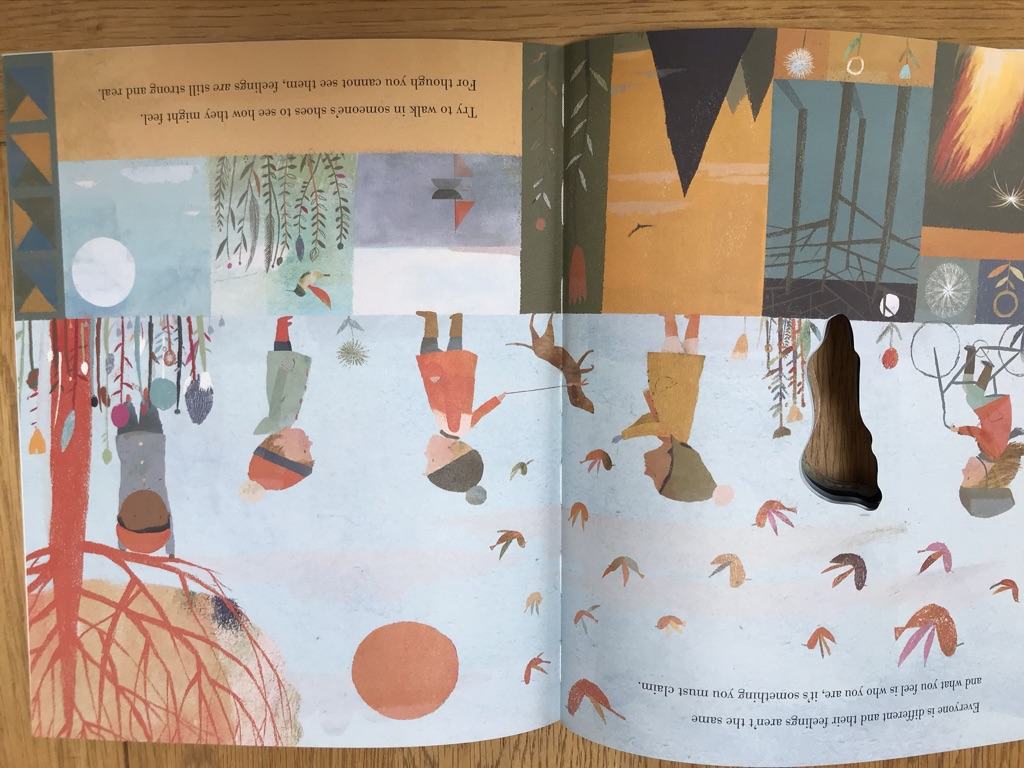 Everyone is different and their feelings aren't the same
and what you feel is who you are, it's something you must claim.
Try to walk in someone's shoes to see how they might feel.
For though you cannot see them, feelings are still strong and real.